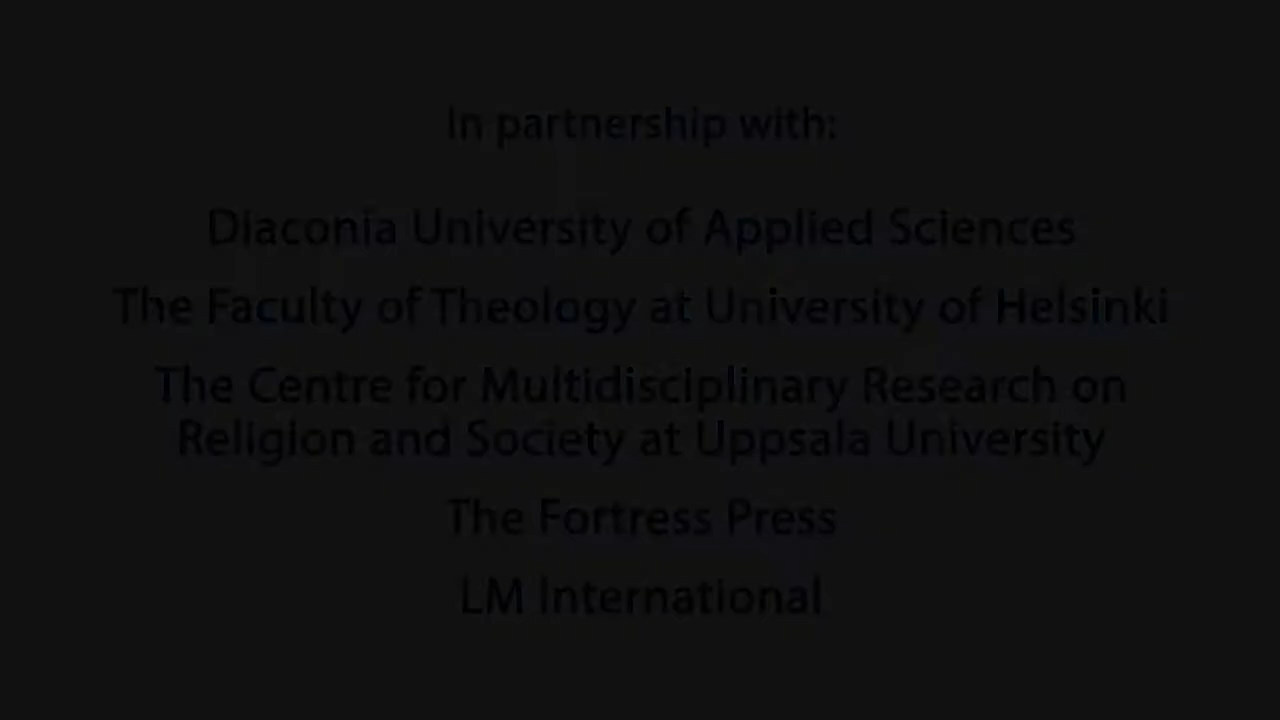 In partnership with:
Diaconia University of Applied Sciences
The Faculty of Theology at University of Helsinki
The Centre for Multidisciplinary Research on
Religion and Society at Uppsala University
The Fortress Press
LM International